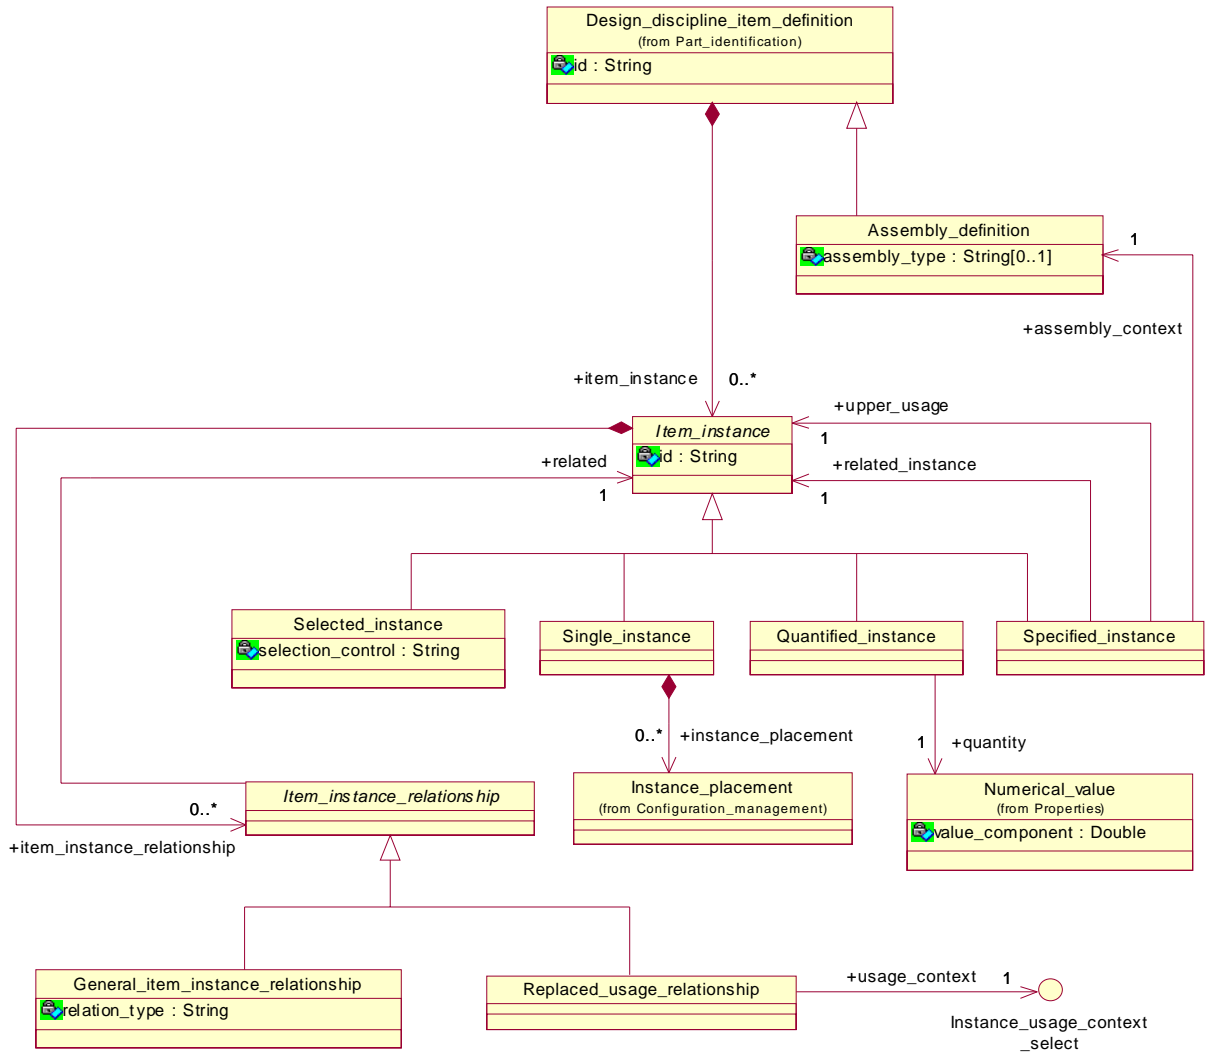 Design_discipline_item_definition
(from Part_identification)
id : String
Assembly_definition
assembly_type : String[0..1]
1
+assembly_context
+item_instance
0..*
+upper_usage
1
Item_instance
id : String
+related
1
+related_instance
1
Selected_instance
selection_control : String
Single_instance
Quantified_instance
Specified_instance
0..*
+instance_placement
1
+quantity
Instance_placement
(from Configuration_management)
Numerical_value
(from Properties)
value_component : Double
Item_instance_relationship
0..*
+item_instance_relationship
General_item_instance_relationship
relation_type : String
Replaced_usage_relationship
+usage_context
1
Instance_usage_context
_select